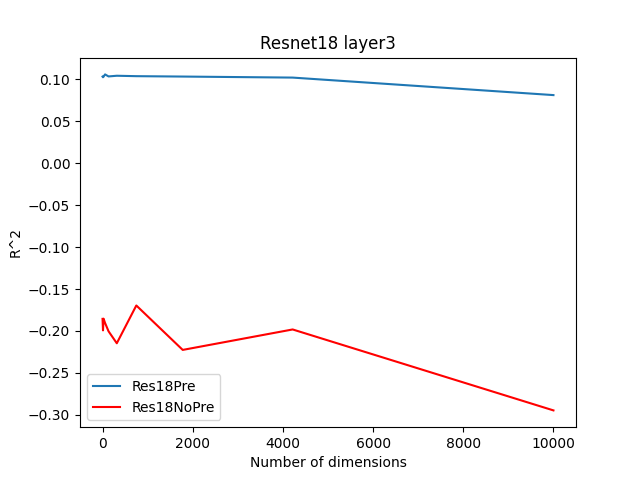 Resnet18 layer3
R^2
0.10
0.05
0.00
−0.05
−0.10
−0.15
−0.20
−0.25
−0.30
Res18Pre
Res18NoPre
0 2000 4000 6000 8000 10000
Number of dimensions